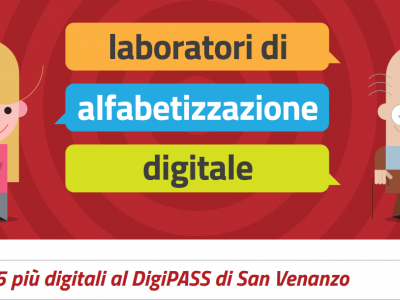 laboratori di
alfabetizzazione
digitale
5 più digitali al DigiPASS di San Venanzo